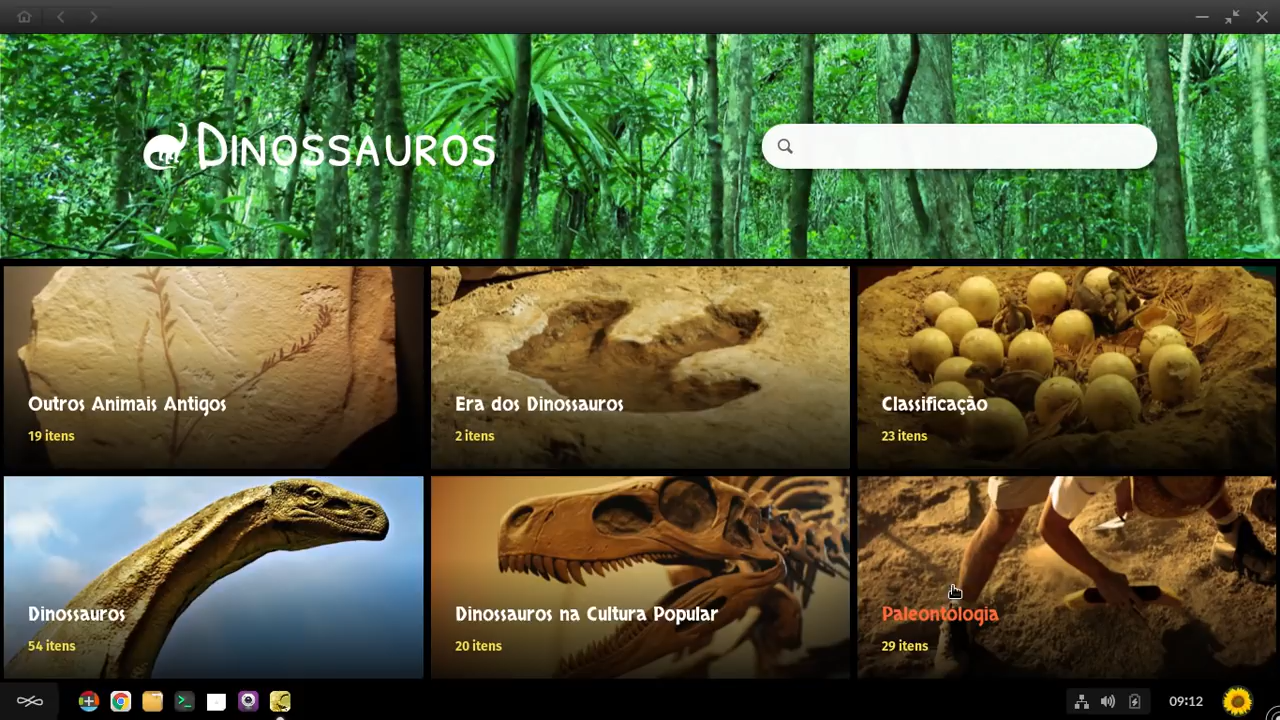 Dinossauros
Outros Animais Antigos
19 itens
Era dos Dinossauros
2 itens
Classificação
23 itens
Dinossauros
54 itens
Dinossauros na Cultura Popular
20 itens
Paleontologia
29 itens
09:12